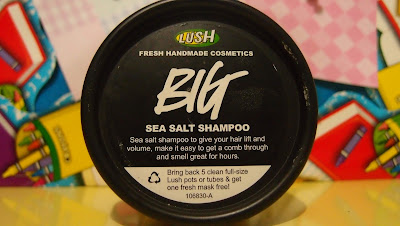 LUSH
FRESH HANDMADE COSMETICS
BIG
SEA SALT SHAMPOO
Sea salt shampoo to give your hair lift and
volume, make it easy to get a comb through
and smell great for hours.
Bring back 5 clean full-size
Lush pots or tubes & get
one fresh mask free!
106830-A